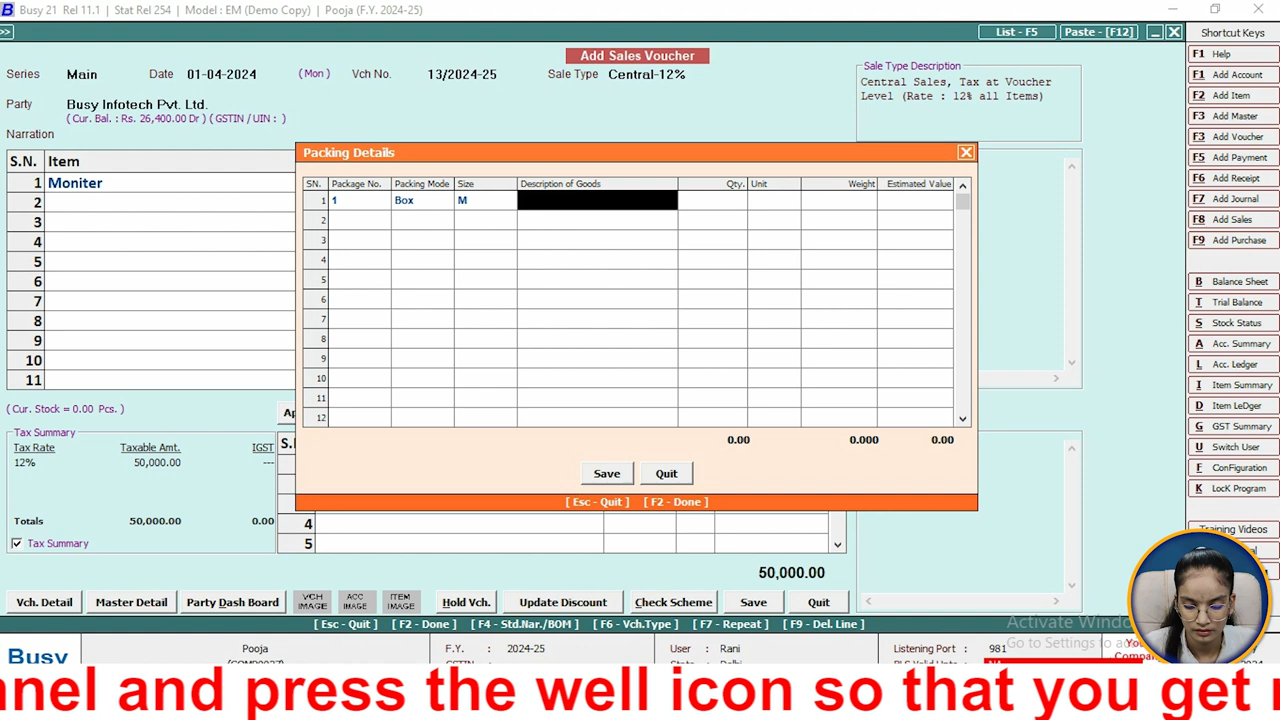 Busy 21 Rel 11.1 | Stat Rel 254 | Model : EM (Demo Copy) | Pooja (F.Y. 2024-25)
>> List - F5 Paste - [F12]
Shortcut Keys
Add Sales Voucher
Series Main Date 01-04-2024 (Mon) Vch No. 13/2024-25 Sale Type Central-12%
Party Busy Infotech Pvt. Ltd.
( Cur. Bal. : Rs. 26,400.00 Dr ) ( GSTIN / UIN : )
Narration
Sale Type Description
Central Sales, Tax at Voucher
Level (Rate : 12% all Items)
S.N. Item
1 Moniter
2
3
4
5
6
7
8
9
10
11
( Cur. Stock = 0.00 Pcs. )
Packing Details
SN. Package No. Packing Mode Size Description of Goods Qty. Unit Weight Estimated Value
1 1 Box M
2
3
4
5
6
7
8
9
10
11
12
0.00 0.000 0.00
Save Quit
[ Esc - Quit ] [ F2 - Done ]
Tax Summary
Tax Rate Taxable Amt. IGST
12% 50,000.00 ---
Totals 50,000.00 0.00
Tax Summary
4
5
50,000.00
Vch. Detail Master Detail Party Dash Board VCH IMAGE ACC IMAGE ITEM IMAGE Hold Vch. Update Discount Check Scheme Save Quit
[ Esc - Quit ] [ F2 - Done ] [ F4 - Std.Nar./BOM ] [ F6 - Vch.Type ] [ F7 - Repeat ] [ F9 - Del. Line ]
F1 Help
F1 Add Account
F2 Add Item
F3 Add Master
F3 Add Voucher
F5 Add Payment
F6 Add Receipt
F7 Add Journal
F8 Add Sales
F9 Add Purchase
B Balance Sheet
T Trial Balance
S Stock Status
A Acc. Summary
L Acc. Ledger
I Item Summary
D Item LeDger
G GST Summary
U Switch User
F ConFiguration
K LocK Program
Training Videos
Activate Windo
Go to Settings to
Busy Pooja F.Y. : 2024-25 User : Rani Listening Port : 981
nnel and press the well icon so that you get